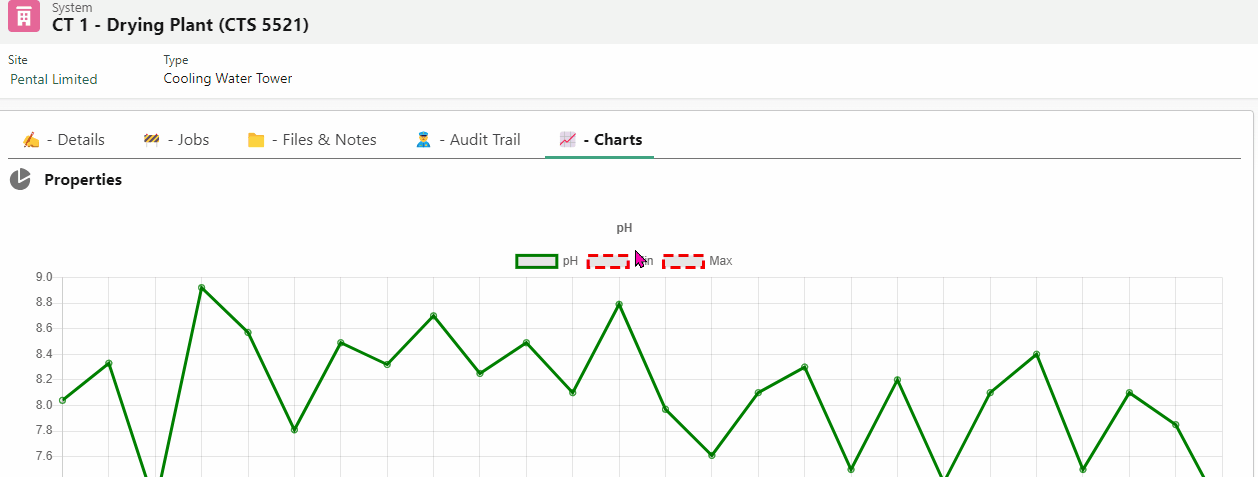 System
CT 1 - Drying Plant (CTS 5521)
Site
Type
Pental Limited
Cooling Water Tower
- Details
- Jobs
- Files & Notes
- Audit Trail
- Charts
Properties
pH
pH
Max
9.0
8.8
8.6
8.4
8.2
8.0
7.8
7.6